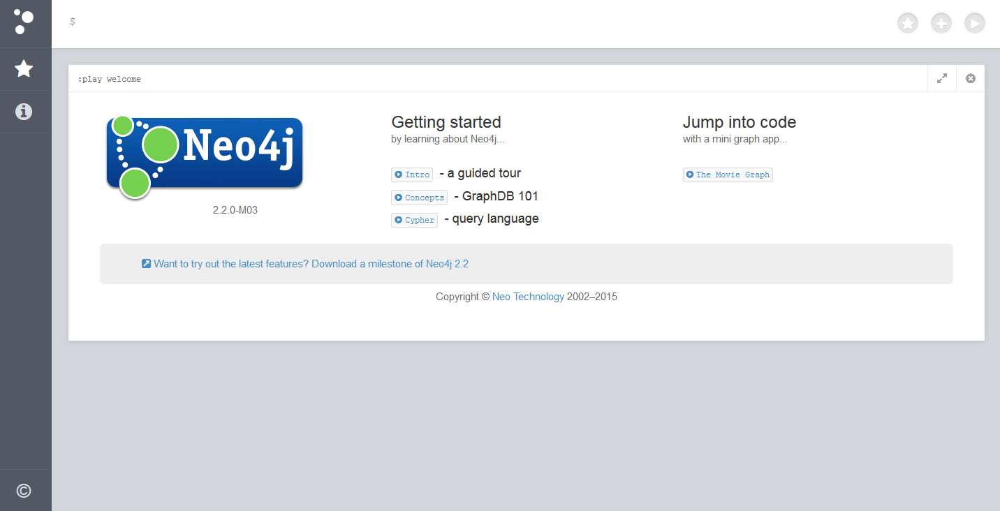 $
:play welcome
Neo4j
2.2.0-M03
Getting started
by learning about Neo4j...
Intro - a guided tour
Concepts - GraphDB 101
Cypher - query language
Jump into code
with a mini graph app...
The Movie Graph
Want to try out the latest features? Download a milestone of Neo4j 2.2
Copyright © Neo Technology 2002–2015
©